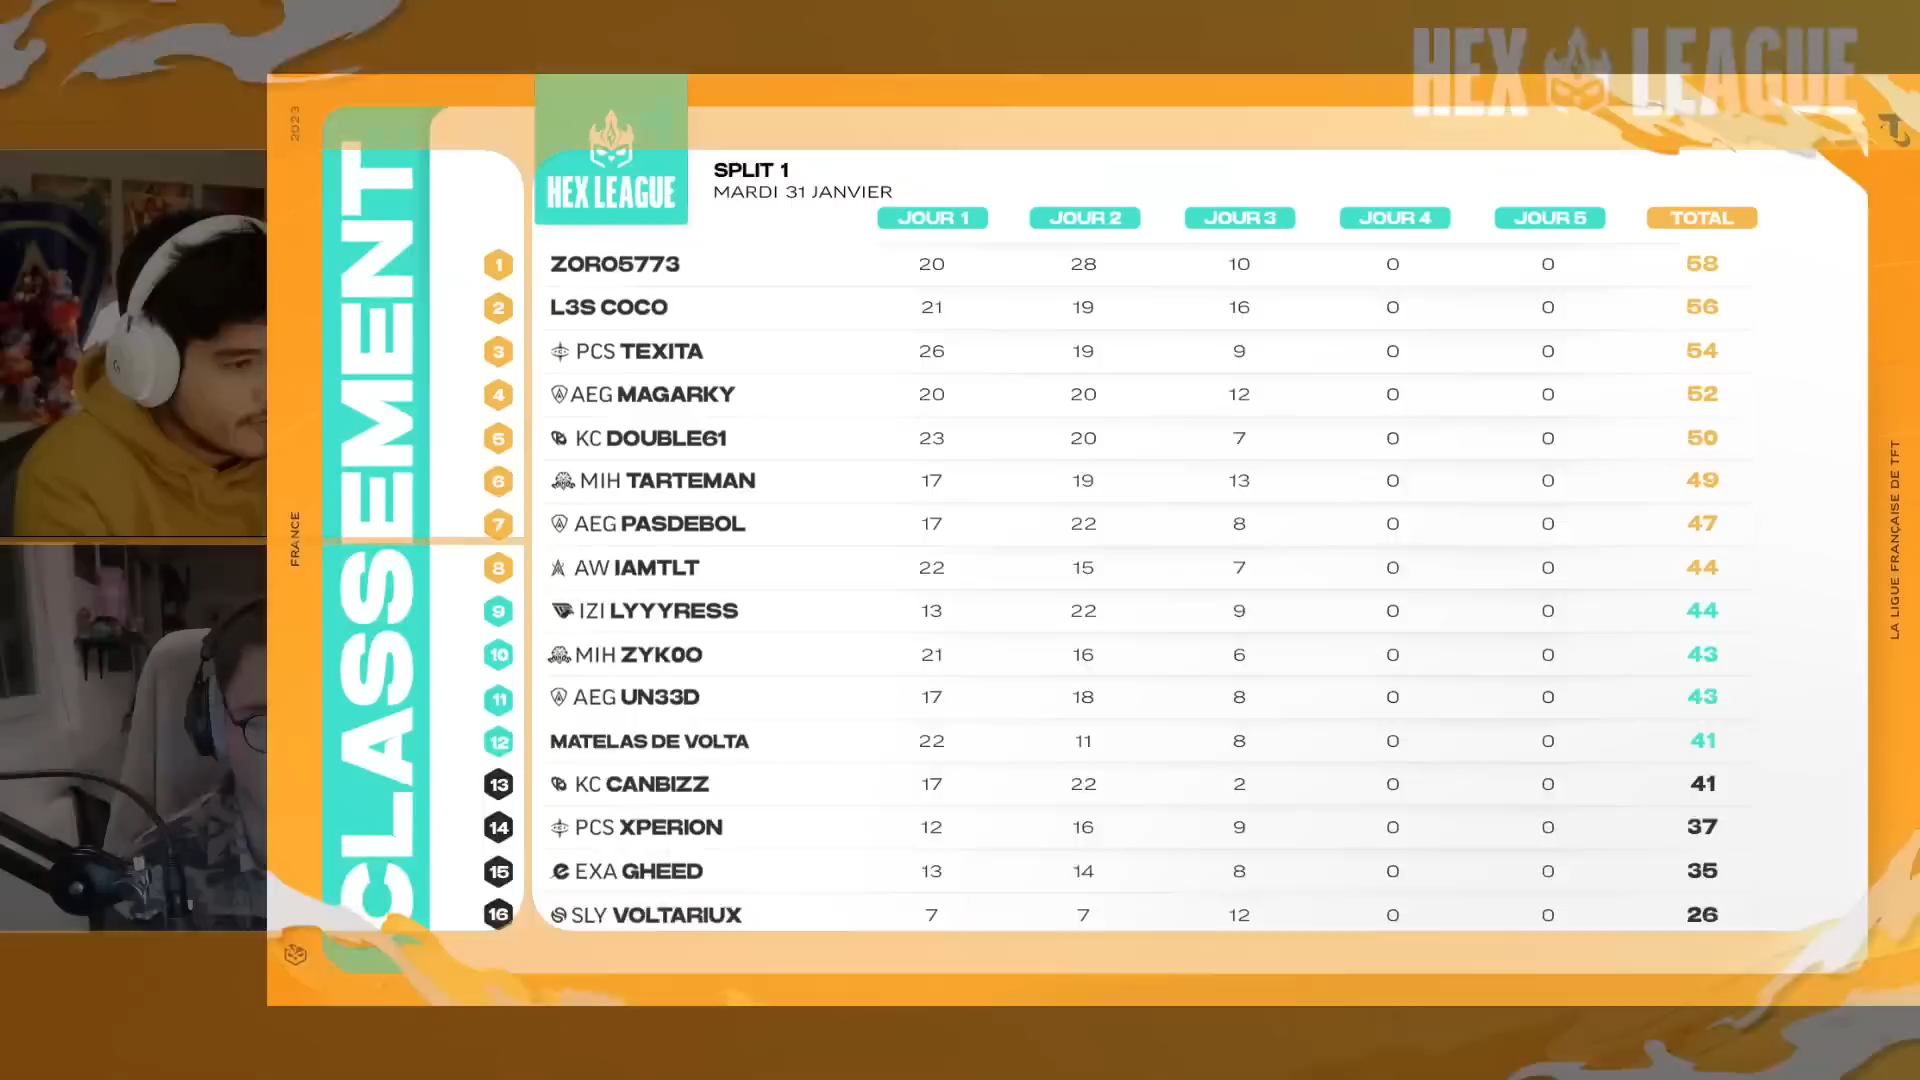 HEX LEAGUE
2023
FRANCE
CLASSEMENT
HEX LEAGUE
SPLIT 1
MARDI 31 JANVIER
JOUR 1 JOUR 2 JOUR 3 JOUR 4 JOUR 5 TOTAL
1 ZORO5773 20 28 10 0 0 58
2 L3S COCO 21 19 16 0 0 56
3 PCS TEXITA 26 19 9 0 0 54
4 AEG MAGARKY 20 20 12 0 0 52
5 KC DOUBLE61 23 20 7 0 0 50
6 MIH TARTEMAN 17 19 13 0 0 49
7 AEG PASDEBOL 17 22 8 0 0 47
8 AW IAMTLT 22 15 7 0 0 44
9 IZI LYYYRESS 13 22 9 0 0 44
10 MIH ZYK0O 21 16 6 0 0 43
11 AEG UN33D 17 18 8 0 0 43
12 MATELAS DE VOLTA 22 11 8 0 0 41
13 KC CANBIZZ 17 22 2 0 0 41
14 PCS XPERION 12 16 9 0 0 37
15 EXA GHEED 13 14 8 0 0 35
16 SLY VOLTARIUX 7 7 12 0 0 26
LA LIGUE FRANÇAISE DE TFT